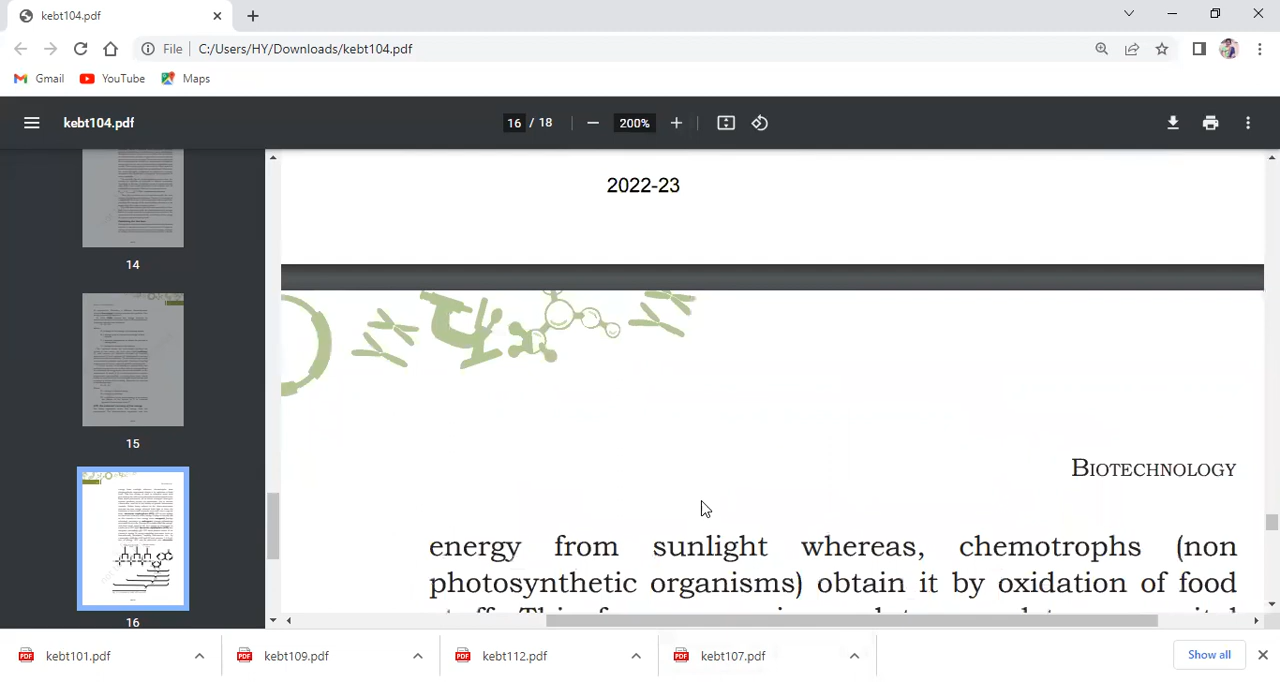 kebt104.pdf
File C:/Users/HY/Downloads/kebt104.pdf
Gmail YouTube Maps
kebt104.pdf 16 / 18 200%
14
15
16
2022-23
BIOTECHNOLOGY
energy from sunlight whereas, chemotrophs (non
photosynthetic organisms) obtain it by oxidation of food
kebt101.pdf kebt109.pdf kebt112.pdf kebt107.pdf Show all